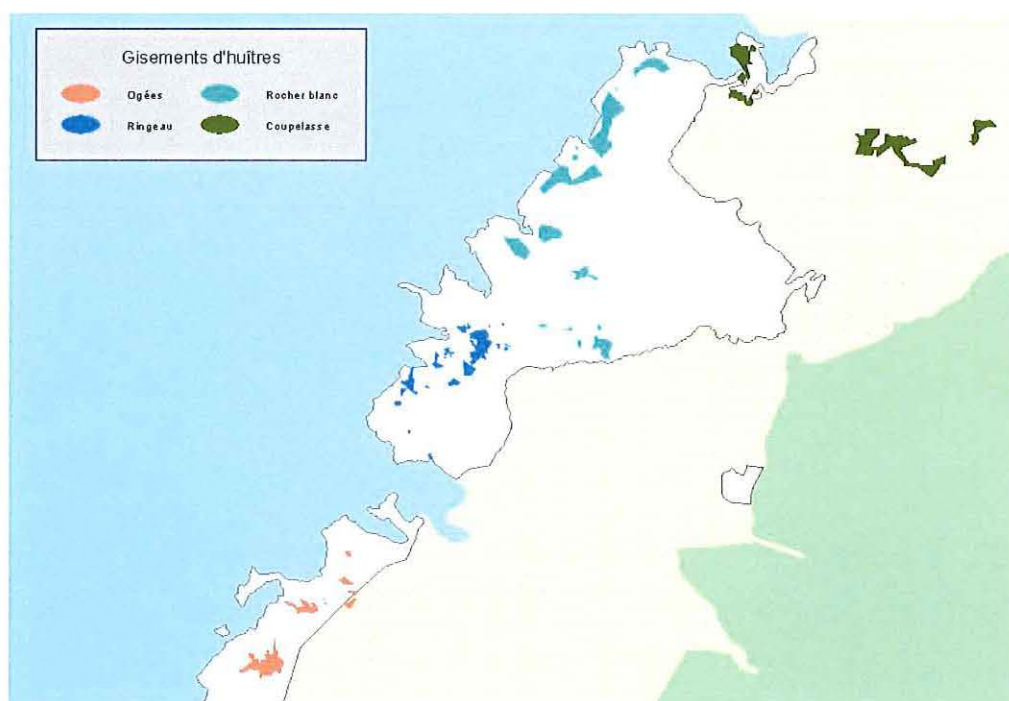 Gisements d'huîtres
Ogées Rocher blanc
Ringeau Coupelasse